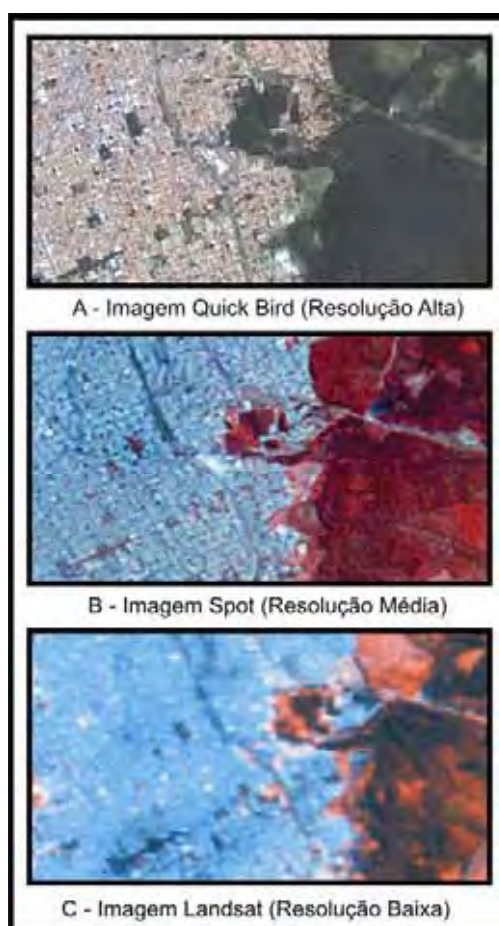 A - Imagem Quick Bird (Resolução Alta)
B - Imagem Spot (Resolução Média)
C - Imagem Landsat (Resolução Baixa)